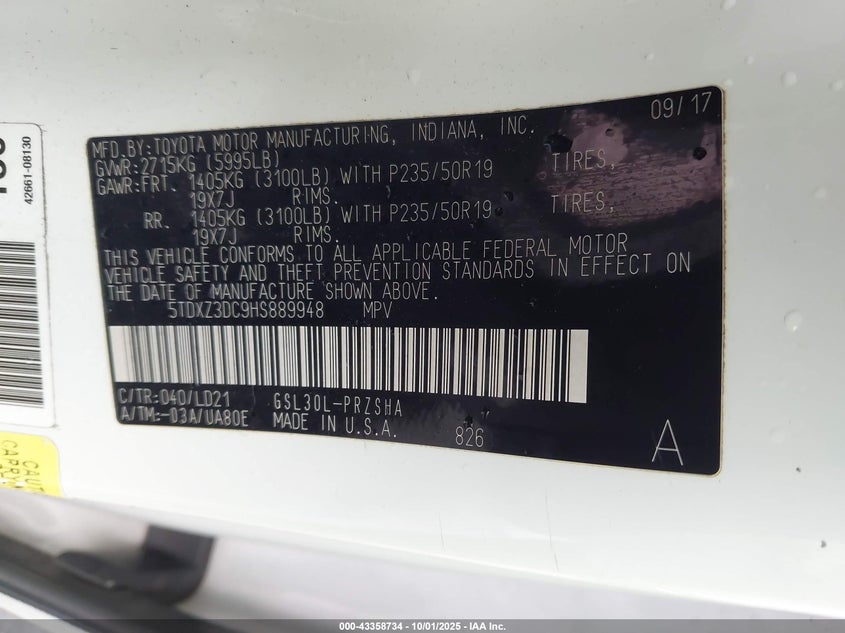 09/17
MFD.BY:TOYOTA MOTOR MANUFACTURING, INDIANA, INC.
GVWR:2715KG (5995LB)
GAWR:FRT. 1405KG (3100LB) WITH P235/50R19 TIRES,
19X7J RIMS.
RR. 1405KG (3100LB) WITH P235/50R19 TIRES,
19X7J RIMS.
THIS VEHICLE CONFORMS TO ALL APPLICABLE FEDERAL MOTOR
VEHICLE SAFETY AND THEFT PREVENTION STANDARDS IN EFFECT ON
THE DATE OF MANUFACTURE SHOWN ABOVE.
5TDXZ3DC9HS889948 MPV
C/TR:040/LD21 GSL30L-PRZSHA
A/TM:-03A/UA80E MADE IN U.S.A. 826
A
42661-08130
000-43358734 - 10/01/2025 - IAA Inc.